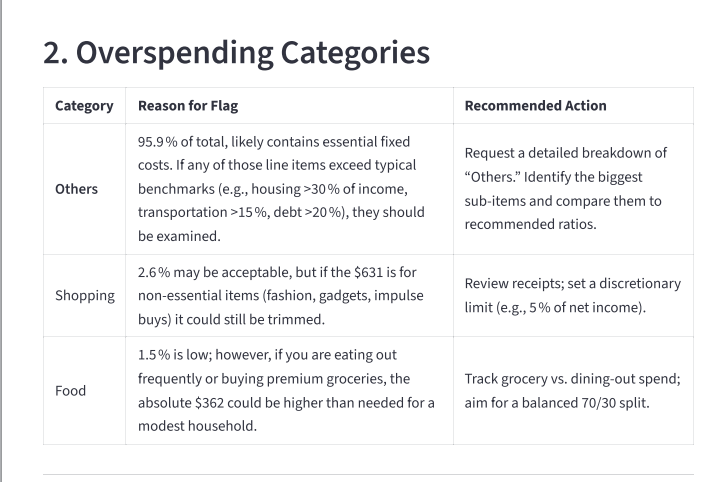 2. Overspending Categories
Category Reason for Flag Recommended Action
Others
95.9% of total, likely contains essential fixed
costs. If any of those line items exceed typical
benchmarks (e.g., housing >30% of income,
transportation >15%, debt >20%), they should
be examined.
Request a detailed breakdown of
“Others.” Identify the biggest
sub-items and compare them to
recommended ratios.
Shopping
2.6% may be acceptable, but if the $631 is for
non-essential items (fashion, gadgets, impulse
buys) it could still be trimmed.
Review receipts; set a discretionary
limit (e.g., 5% of net income).
Food
1.5% is low; however, if you are eating out
frequently or buying premium groceries, the
absolute $362 could be higher than needed for a
modest household.
Track grocery vs. dining-out spend;
aim for a balanced 70/30 split.